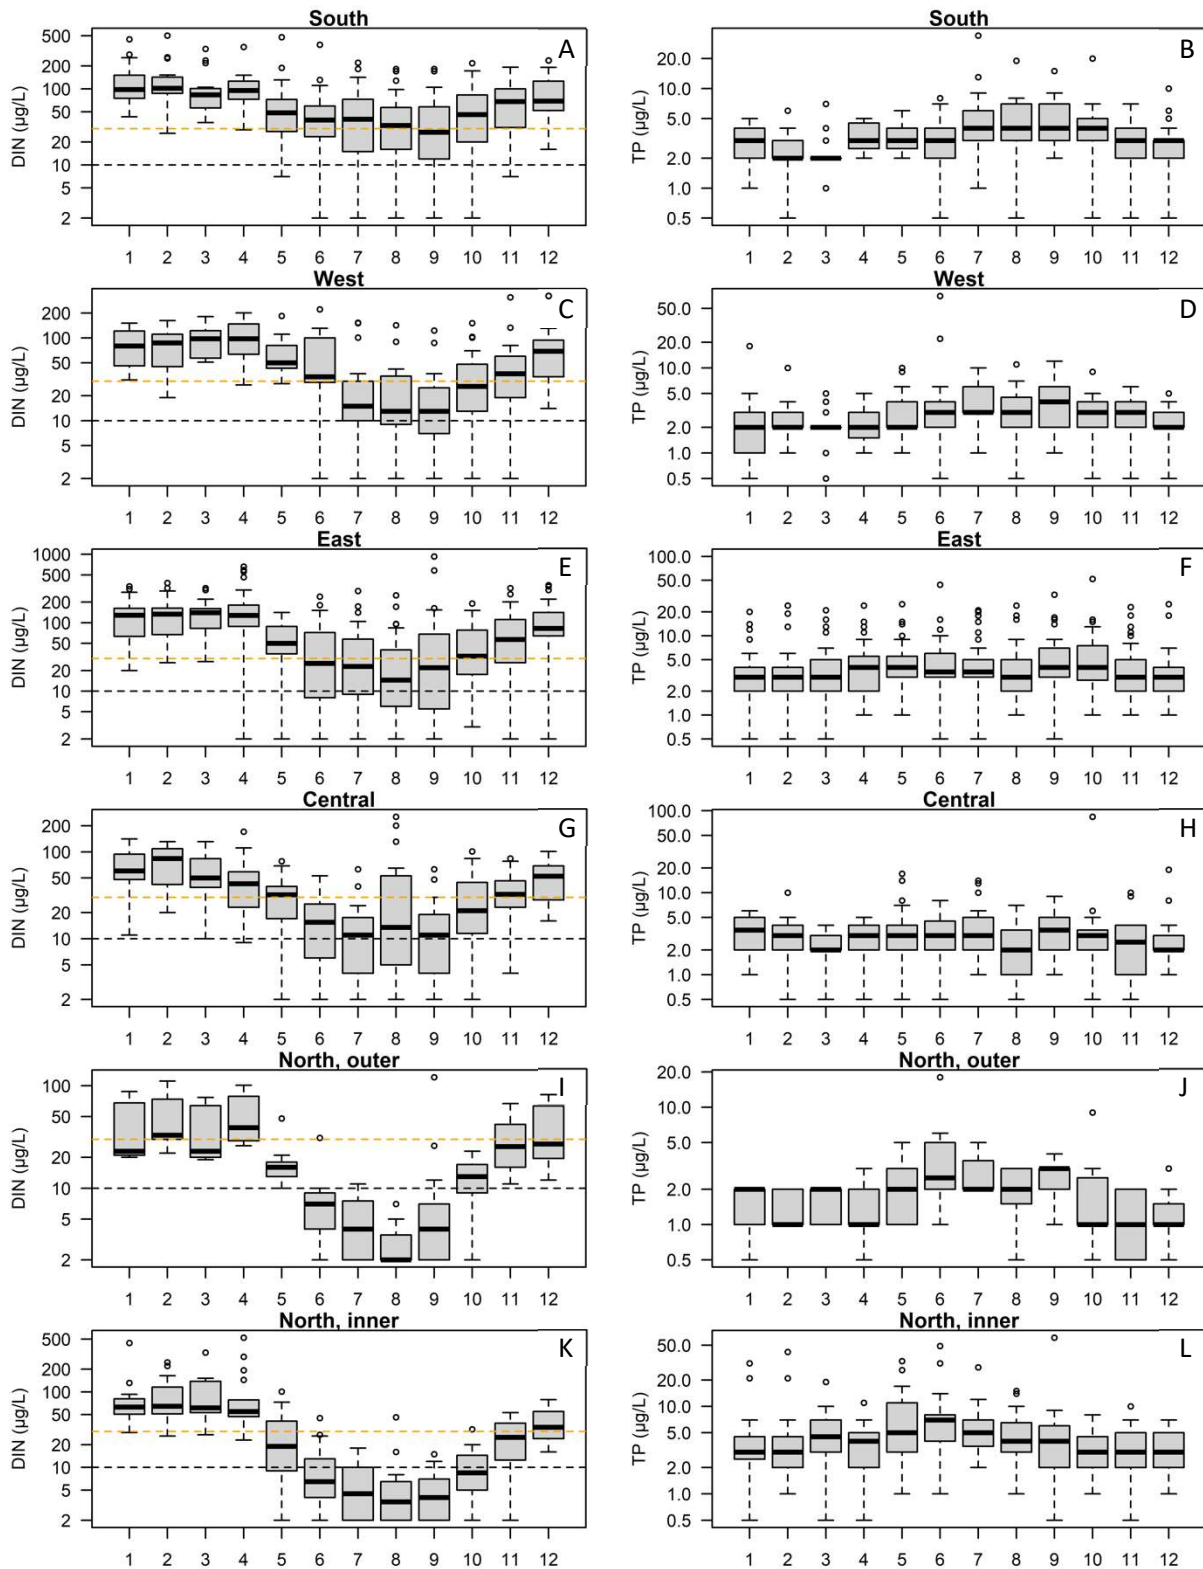 South
A
DIN (µg/L)
500
200
100
50
20
10
5
2
1 2 3 4 5 6 7 8 9 10 11 12
South
B
TP (µg/L)
20.0
10.0
5.0
2.0
1.0
0.5
1 2 3 4 5 6 7 8 9 10 11 12
West
C
DIN (µg/L)
200
100
50
20
10
5
2
1 2 3 4 5 6 7 8 9 10 11 12
West
D
TP (µg/L)
50.0
20.0
10.0
5.0
2.0
1.0
0.5
1 2 3 4 5 6 7 8 9 10 11 12
East
E
DIN (µg/L)
1000
500
200
100
50
20
10
5
2
1 2 3 4 5 6 7 8 9 10 11 12
East
F
TP (µg/L)
100.0
50.0
20.0
10.0
5.0
2.0
1.0
0.5
1 2 3 4 5 6 7 8 9 10 11 12
Central
G
DIN (µg/L)
200
100
50
20
10
5
2
1 2 3 4 5 6 7 8 9 10 11 12
Central
H
TP (µg/L)
100.0
50.0
20.0
10.0
5.0
2.0
1.0
0.5
1 2 3 4 5 6 7 8 9 10 11 12
North, outer
I
DIN (µg/L)
100
50
20
10
5
2
1 2 3 4 5 6 7 8 9 10 11 12
North, outer
J
TP (µg/L)
20.0
10.0
5.0
2.0
1.0
0.5
1 2 3 4 5 6 7 8 9 10 11 12
North, inner
K
DIN (µg/L)
500
200
100
50
20
10
5
2
1 2 3 4 5 6 7 8 9 10 11 12
North, inner
L
TP (µg/L)
50.0
20.0
10.0
5.0
2.0
1.0
0.5
1 2 3 4 5 6 7 8 9 10 11 12